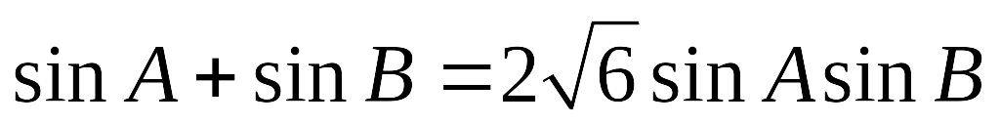 sin A + sin B = 2√6 sin A sin B